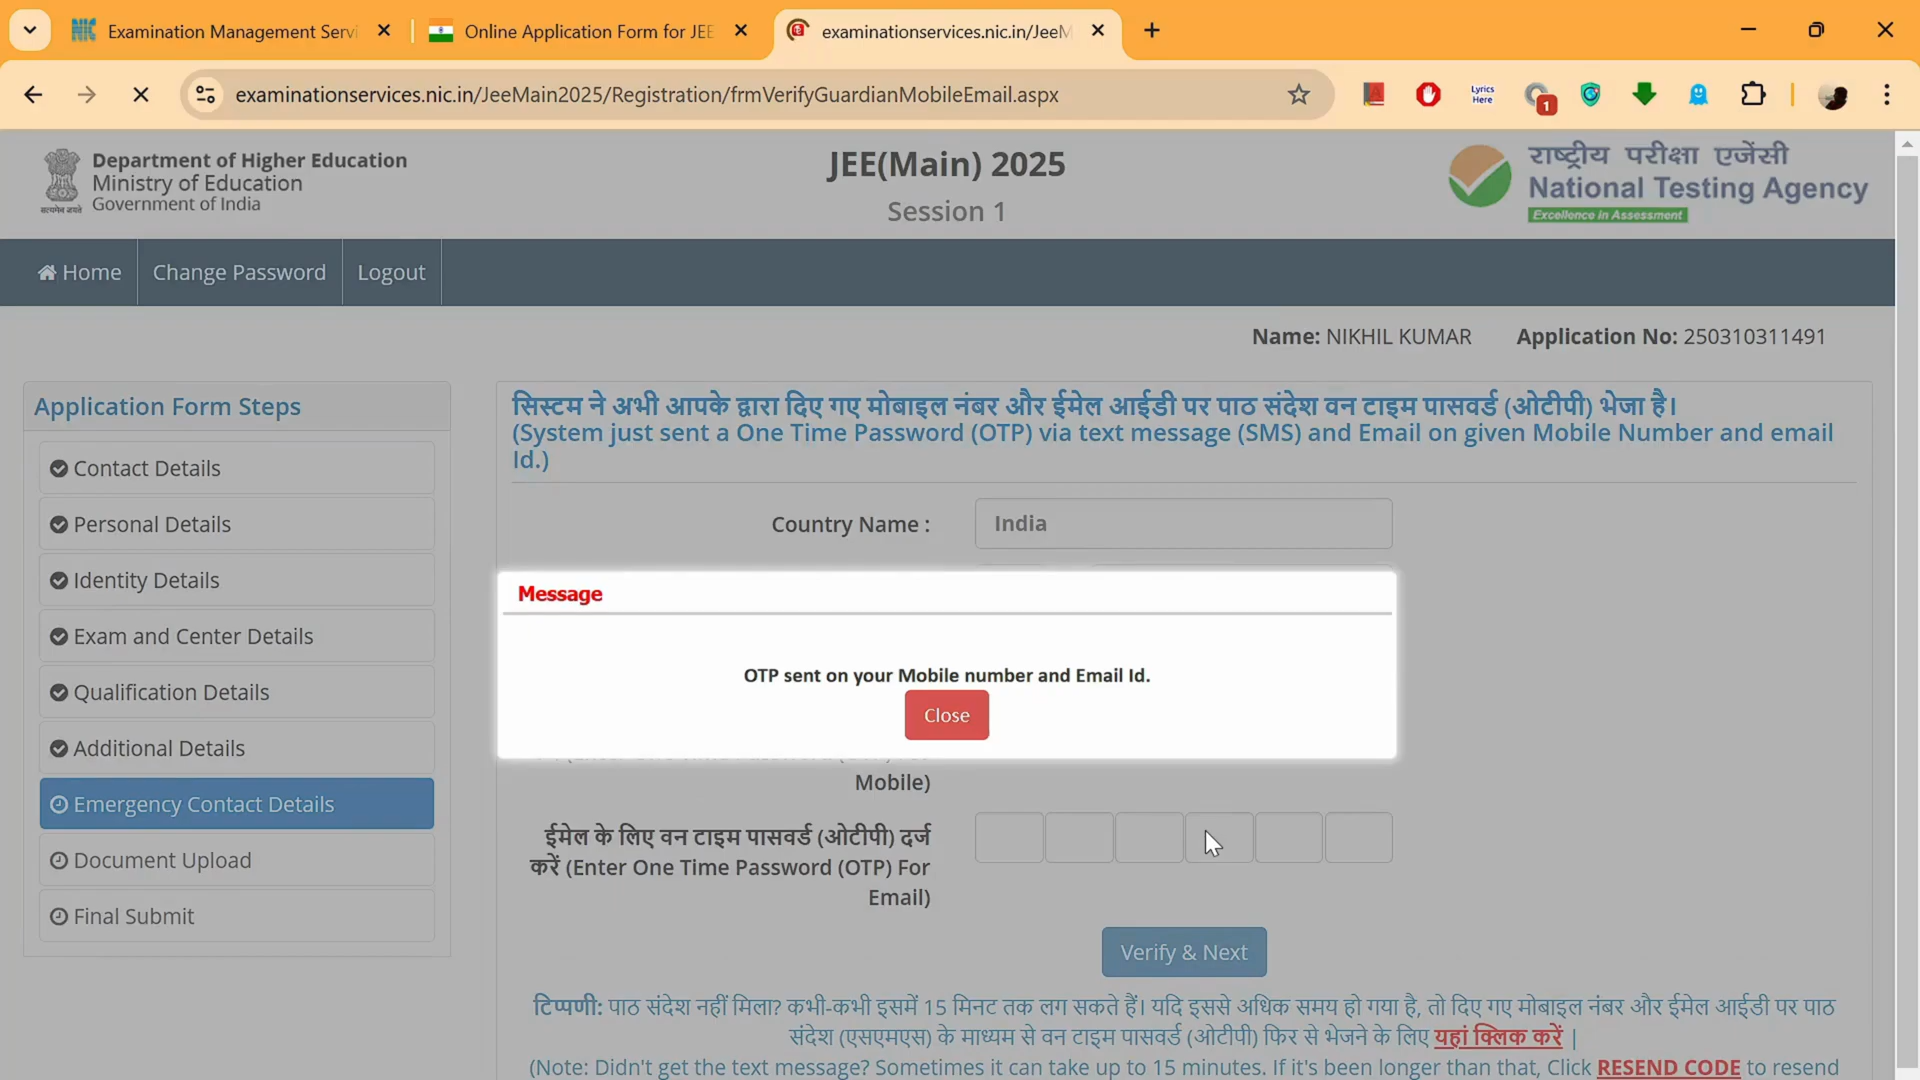 Examination Management Servi
Online Application Form for JEE
examinationservices.nic.in/JeeM
examinationservices.nic.in/JeeMain2025/Registration/frmVerifyGuardianMobileEmail.aspx
Lyrics
Here
1
सत्यमेव जयते
Department of Higher Education
Ministry of Education
Government of India
JEE(Main) 2025
Session 1
राष्ट्रीय परीक्षा एजेंसी
National Testing Agency
Excellence in Assessment
Home
Change Password
Logout
Name: NIKHIL KUMAR
Application No: 250310311491
Application Form Steps
Contact Details
Personal Details
Identity Details
Exam and Center Details
Qualification Details
Additional Details
Emergency Contact Details
Document Upload
Final Submit
सिस्टम ने अभी आपके द्वारा दिए गए मोबाइल नंबर और ईमेल आईडी पर पाठ संदेश वन टाइम पासवर्ड (ओटीपी) भेजा है।
(System just sent a One Time Password (OTP) via text message (SMS) and Email on given Mobile Number and email
Id.)
Country Name :
India
Message
OTP sent on your Mobile number and Email Id.
Close
Mobile)
ईमेल के लिए वन टाइम पासवर्ड (ओटीपी) दर्ज
करें (Enter One Time Password (OTP) For
Email)
Verify & Next
टिप्पणी: पाठ संदेश नहीं मिला? कभी-कभी इसमें 15 मिनट तक लग सकते हैं। यदि इससे अधिक समय हो गया है, तो दिए गए मोबाइल नंबर और ईमेल आईडी पर पाठ
संदेश (एसएमएस) के माध्यम से वन टाइम पासवर्ड (ओटीपी) फिर से भेजने के लिए यहां क्लिक करें |
(Note: Didn't get the text message? Sometimes it can take up to 15 minutes. If it's been longer than that, Click RESEND CODE to resend